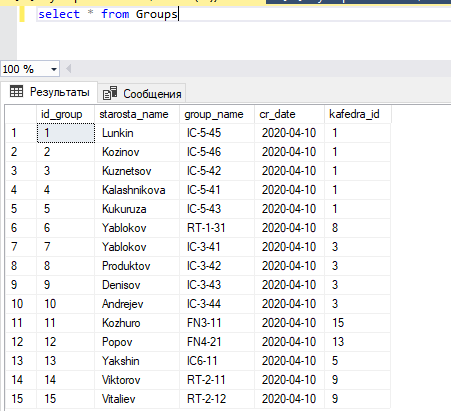 select * from Groups
100 %
Результаты Сообщения
id_group starosta_name group_name cr_date kafedra_id
1 1 Lunkin IC-5-45 2020-04-10 1
2 2 Kozinov IC-5-46 2020-04-10 1
3 3 Kuznetsov IC-5-42 2020-04-10 1
4 4 Kalashnikova IC-5-41 2020-04-10 1
5 5 Kukuruza IC-5-43 2020-04-10 1
6 6 Yablokov RT-1-31 2020-04-10 8
7 7 Yablokov IC-3-41 2020-04-10 3
8 8 Produktov IC-3-42 2020-04-10 3
9 9 Denisov IC-3-43 2020-04-10 3
10 10 Andrejev IC-3-44 2020-04-10 3
11 11 Kozhuro FN3-11 2020-04-10 15
12 12 Popov FN4-21 2020-04-10 13
13 13 Yakshin IC6-11 2020-04-10 5
14 14 Viktorov RT-2-11 2020-04-10 9
15 15 Vitaliev RT-2-12 2020-04-10 9